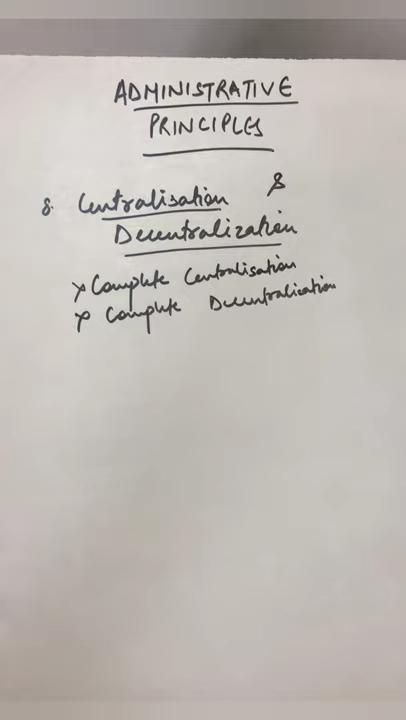 ADMINISTRATIVE
PRINCIPLES
8. Centralisation &
Decentralization
x Complete Centralisation
x Complete Decentralisation